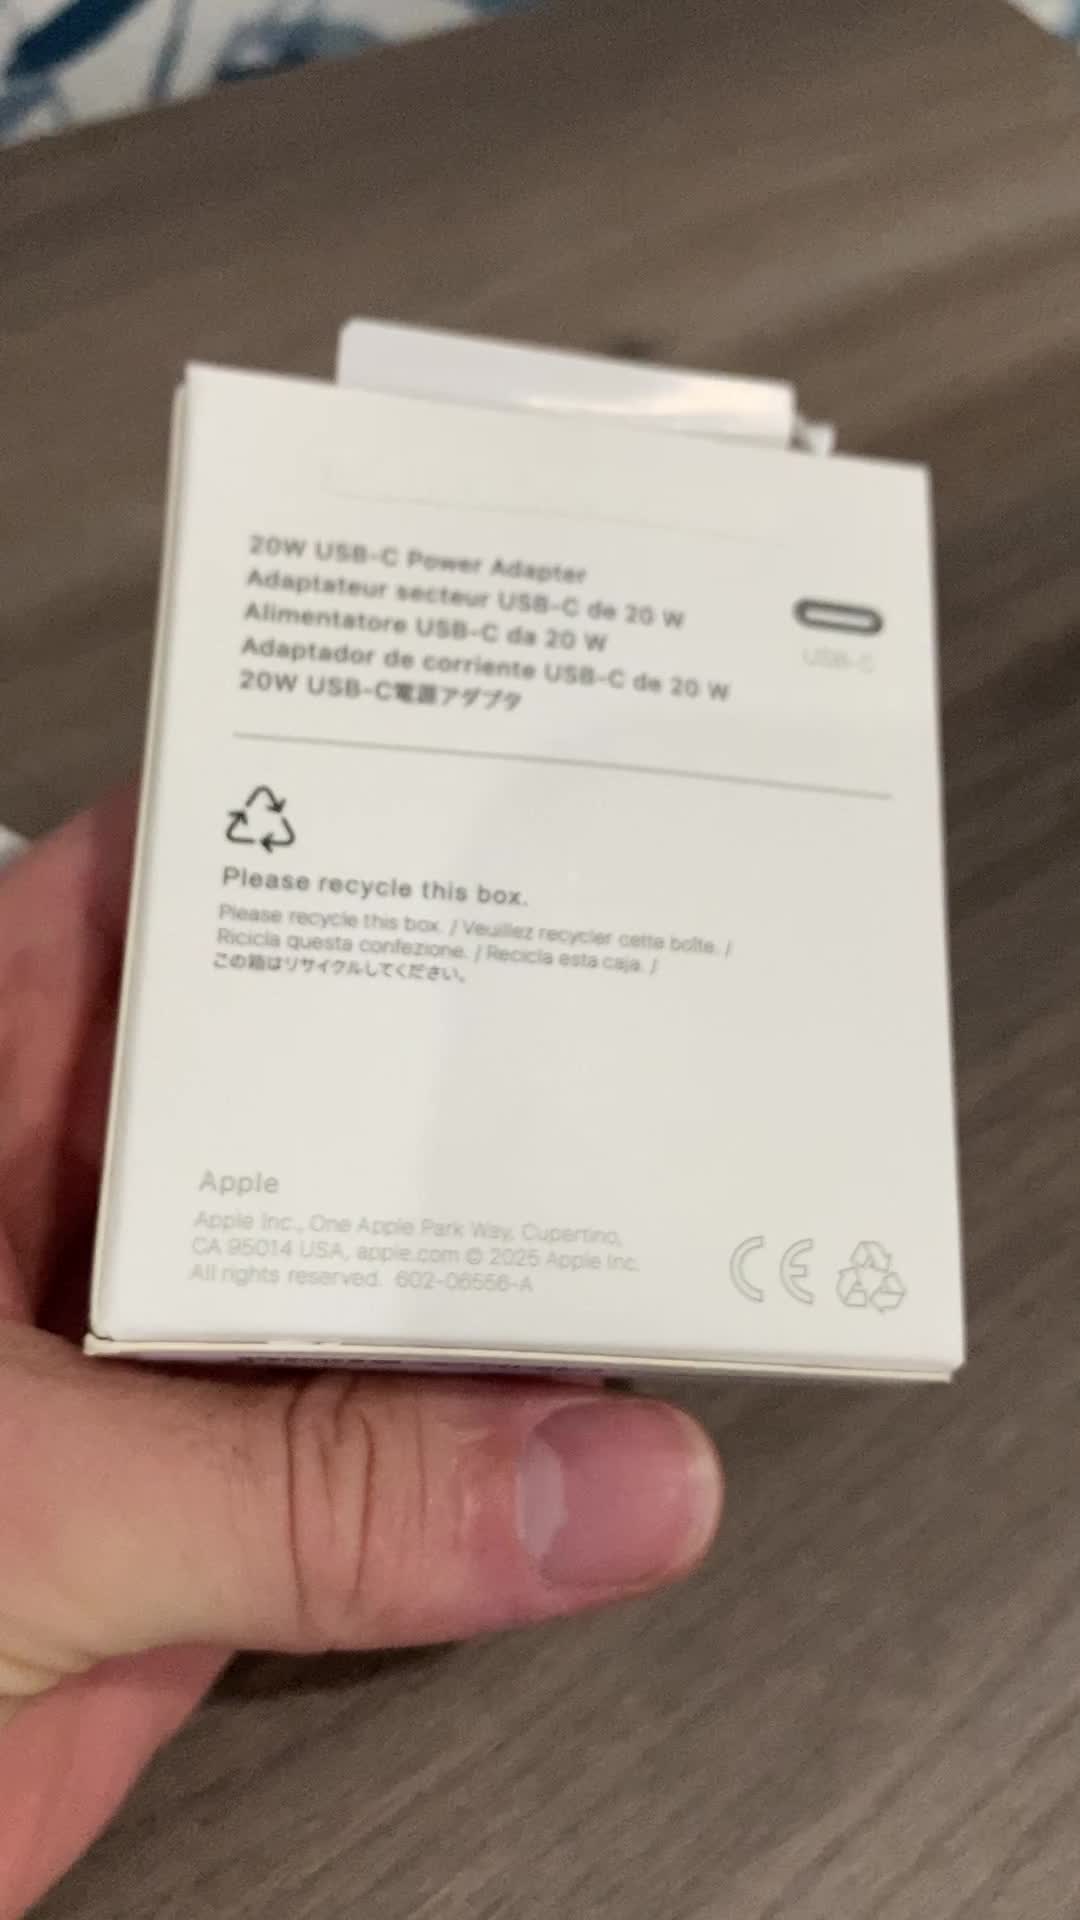 20W USB-C Power Adapter
Adaptateur secteur USB-C de 20 W
Alimentatore USB-C da 20 W
Adaptador de corriente USB-C de 20 W
20W USB-C電源アダプタ
USB-C
Please recycle this box.
Please recycle this box. / Veuillez recycler cette boîte. /
Ricicla questa confezione. / Recicla esta caja. /
この箱はリサイクルしてください。
Apple
Apple Inc., One Apple Park Way, Cupertino,
CA 95014 USA, apple.com © 2025 Apple Inc.
All rights reserved. 602-06556-A
CE